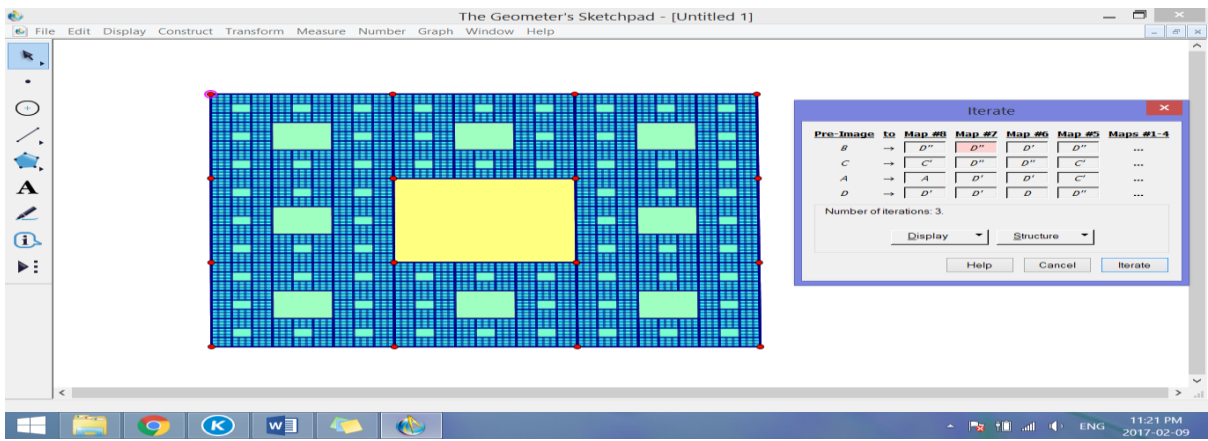 The Geometer's Sketchpad - [Untitled 1]
File Edit Display Construct Transform Measure Number Graph Window Help
A
Iterate
Pre-Image to Map #8 Map #7 Map #6 Map #5 Maps #1-4
B → D'' D'' D' D'' ...
C → C' D'' D'' C' ...
A → A D' D' C' ...
D → D' D' D D'' ...
Number of iterations: 3.
Display Structure
Help Cancel Iterate
K
W
ENG
11:21 PM
2017-02-09